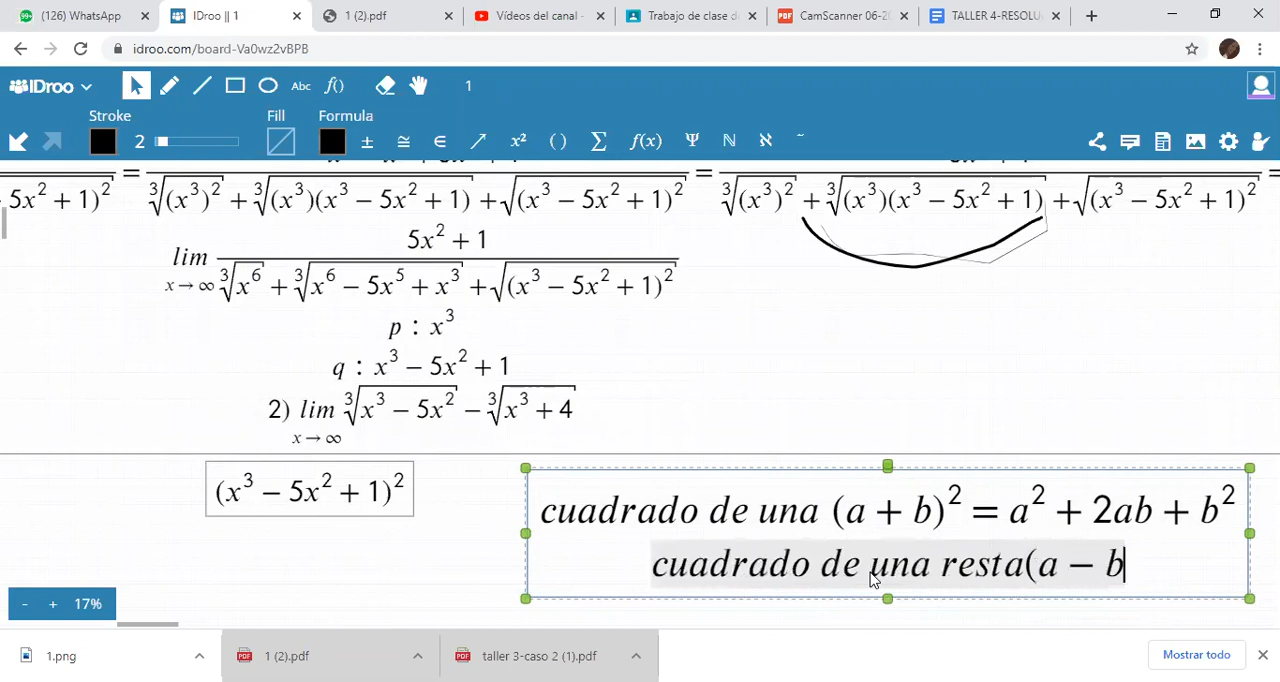 (126) WhatsApp
IDroo || 1
1 (2).pdf
Vídeos del canal -
Trabajo de clase d
CamScanner 06-20
TALLER 4-RESOLU
idroo.com/board-Va0wz2vBPB
IDroo Abc f() 1
Stroke Fill Formula
2 ± ≅ ∈ x² ( ) ∑ f(x) Ψ ℕ ℵ ~
5x² + 1)² = ∛(x³)² + ∛(x³)(x³ − 5x² + 1) + √(x³ − 5x² + 1)² = ∛(x³)² + ∛(x³)(x³ − 5x² + 1) + √(x³ − 5x² + 1)² =
5x² + 1
lim x → ∞ ∛x⁶ + ∛x⁶ − 5x⁵ + x³ + √(x³ − 5x² + 1)²
p : x³
q : x³ − 5x² + 1
2) lim ∛x³ − 5x² − ∛x³ + 4
x → ∞
(x³ − 5x² + 1)²
cuadrado de una (a + b)² = a² + 2ab + b²
cuadrado de una resta(a − b
- + 17%
1.png
1 (2).pdf
taller 3-caso 2 (1).pdf
Mostrar todo